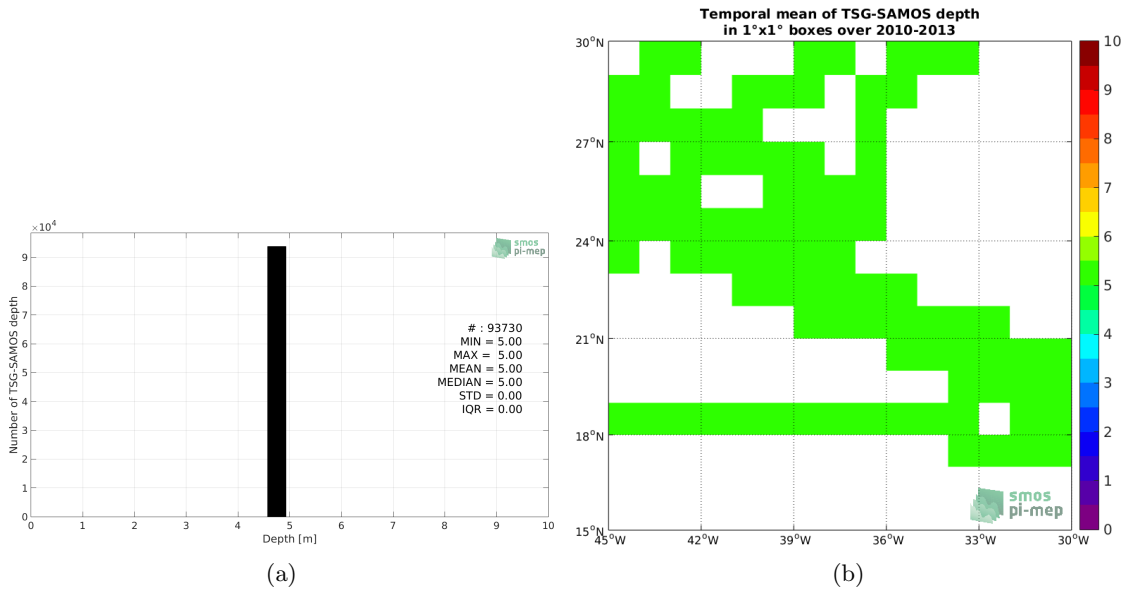 ×10⁴
9
8
7
6
5
4
3
2
1
0
Number of TSG-SAMOS depth
smos
pi-mep
# : 93730
MIN = 5.00
MAX = 5.00
MEAN = 5.00
MEDIAN = 5.00
STD = 0.00
IQR = 0.00
0 1 2 3 4 5 6 7 8 9 10
Depth [m]
(a)
Temporal mean of TSG-SAMOS depth
in 1°x1° boxes over 2010-2013
30°N
27°N
24°N
21°N
18°N
15°N
45°W 42°W 39°W 36°W 33°W 30°W
smos
pi-mep
10
9
8
7
6
5
4
3
2
1
0
(b)